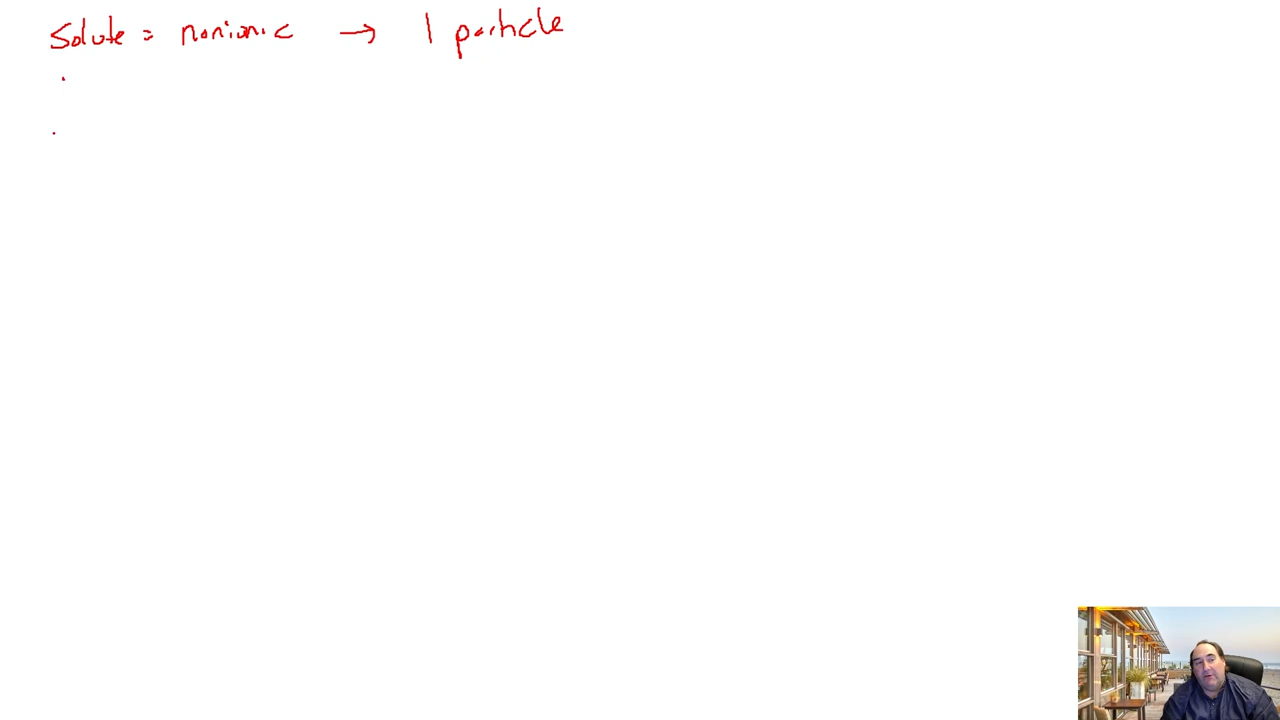 Solute = nonionic → 1 particle